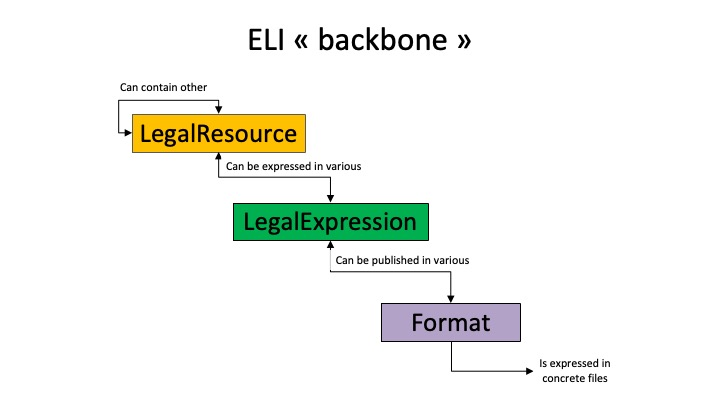 ELI « backbone »
Can contain other
LegalResource
Can be expressed in various
LegalExpression
Can be published in various
Format
Is expressed in
concrete files